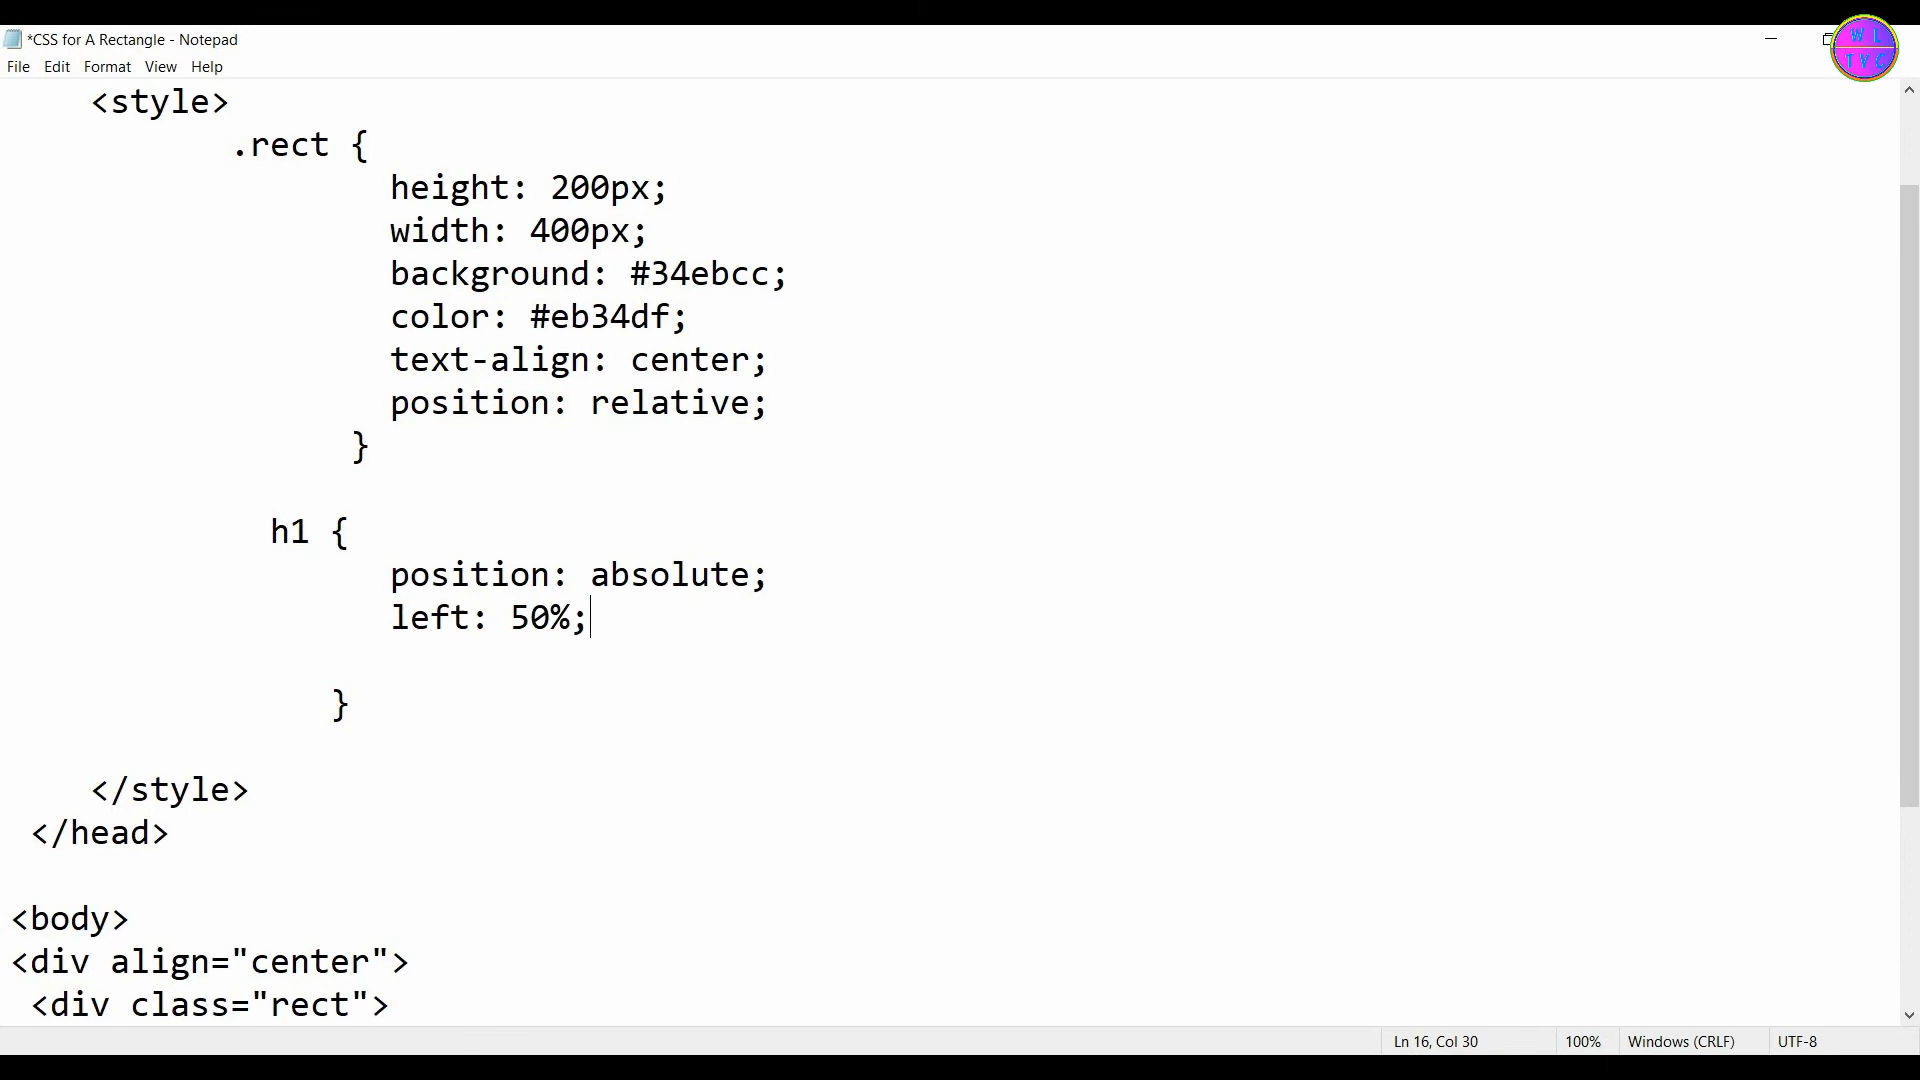 *CSS for A Rectangle - Notepad
W L
T Y C
File Edit Format View Help
<style>
.rect {
height: 200px;
width: 400px;
background: #34ebcc;
color: #eb34df;
text-align: center;
position: relative;
}
h1 {
position: absolute;
left: 50%;
}
</style>
</head>
<body>
<div align="center">
<div class="rect">
Ln 16, Col 30 100% Windows (CRLF) UTF-8